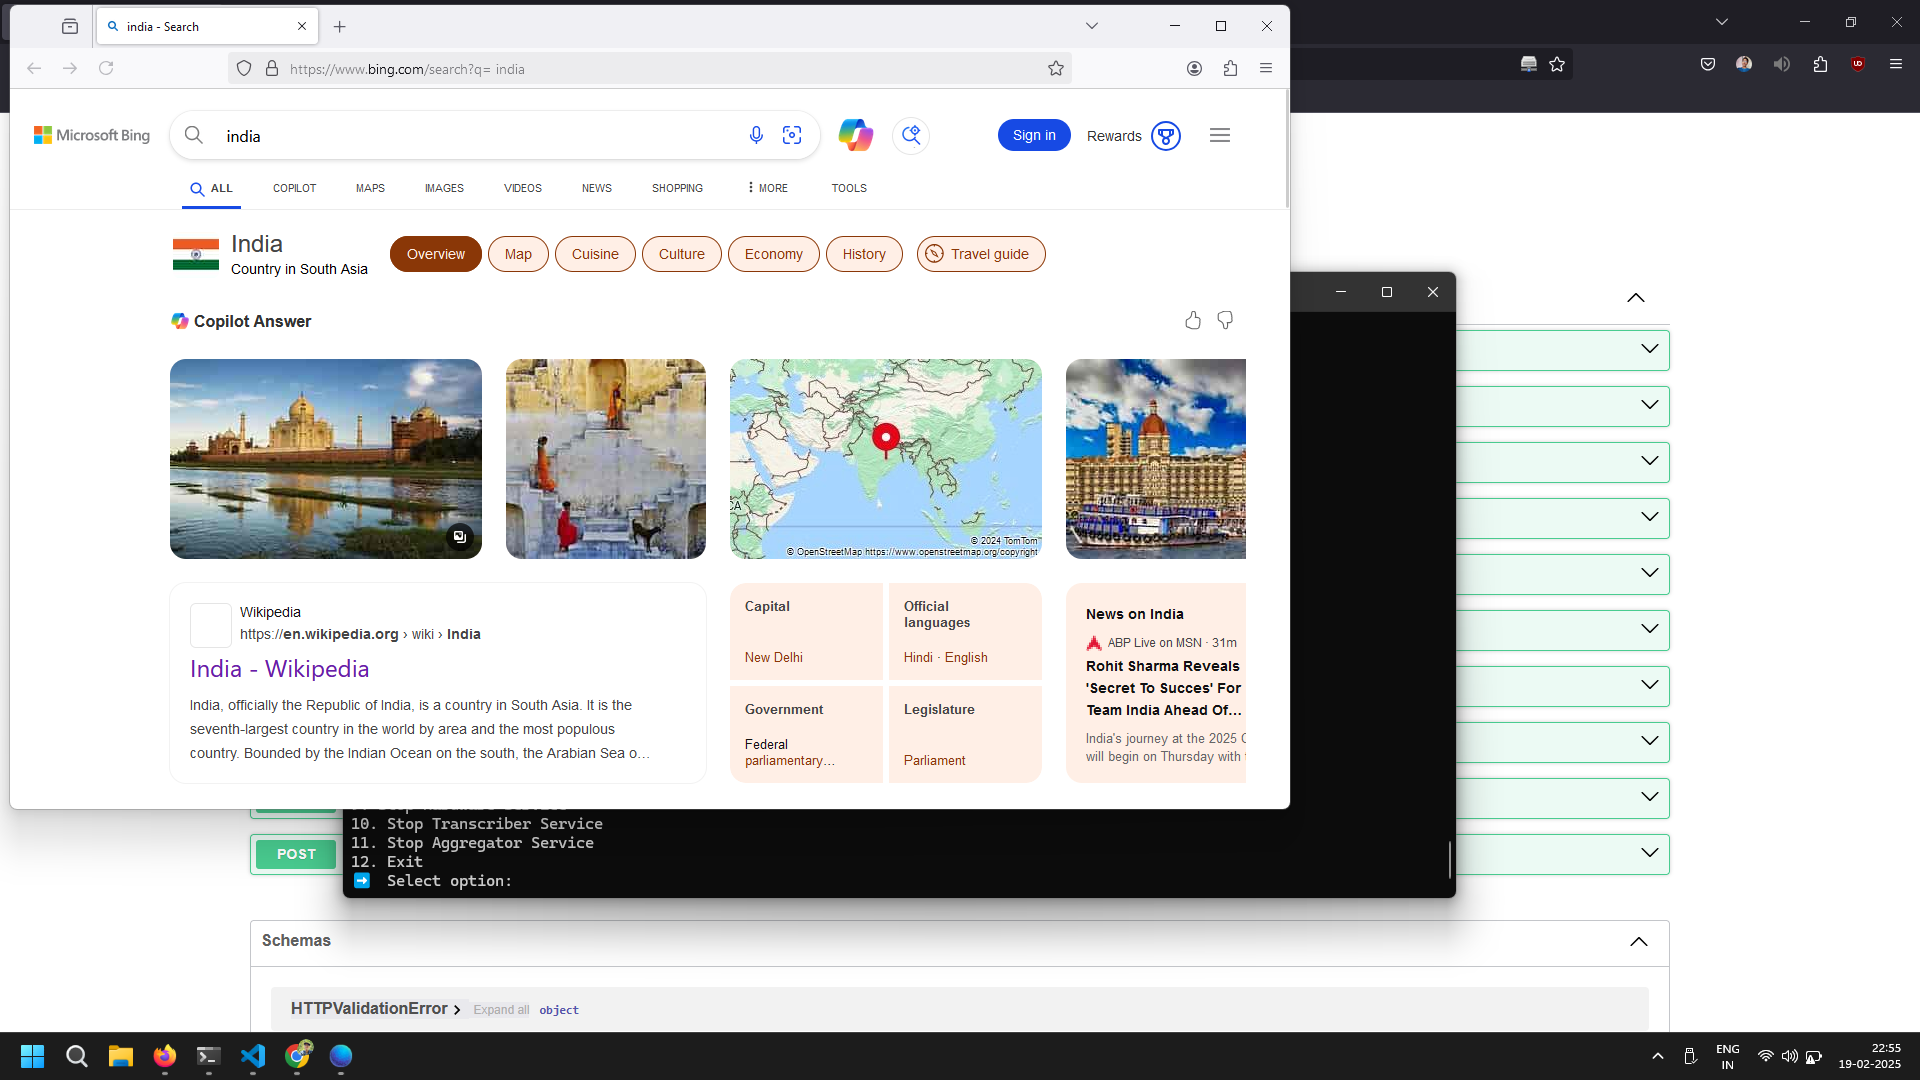 india - Search
https://www.bing.com/search?q= india
Microsoft Bing
india
Sign in
Rewards
ALL
COPILOT
MAPS
IMAGES
VIDEOS
NEWS
SHOPPING
MORE
TOOLS
India
Country in South Asia
Overview
Map
Cuisine
Culture
Economy
History
Travel guide
Copilot Answer
© 2024 TomTom
© OpenStreetMap https://www.openstreetmap.org/copyright
Wikipedia
https://en.wikipedia.org › wiki › India
India - Wikipedia
India, officially the Republic of India, is a country in South Asia. It is the
seventh-largest country in the world by area and the most populous
country. Bounded by the Indian Ocean on the south, the Arabian Sea o…
Capital
New Delhi
Official
languages
Hindi · English
Government
Federal
parliamentary…
Legislature
Parliament
News on India
ABP Live on MSN · 31m
Rohit Sharma Reveals
'Secret To Succes' For
Team India Ahead Of…
India's journey at the 2025
will begin on Thursday with
10. Stop Transcriber Service
11. Stop Aggregator Service
12. Exit
Select option:
POST
Schemas
HTTPValidationError
Expand all
object
ENG
IN
22:55
19-02-2025